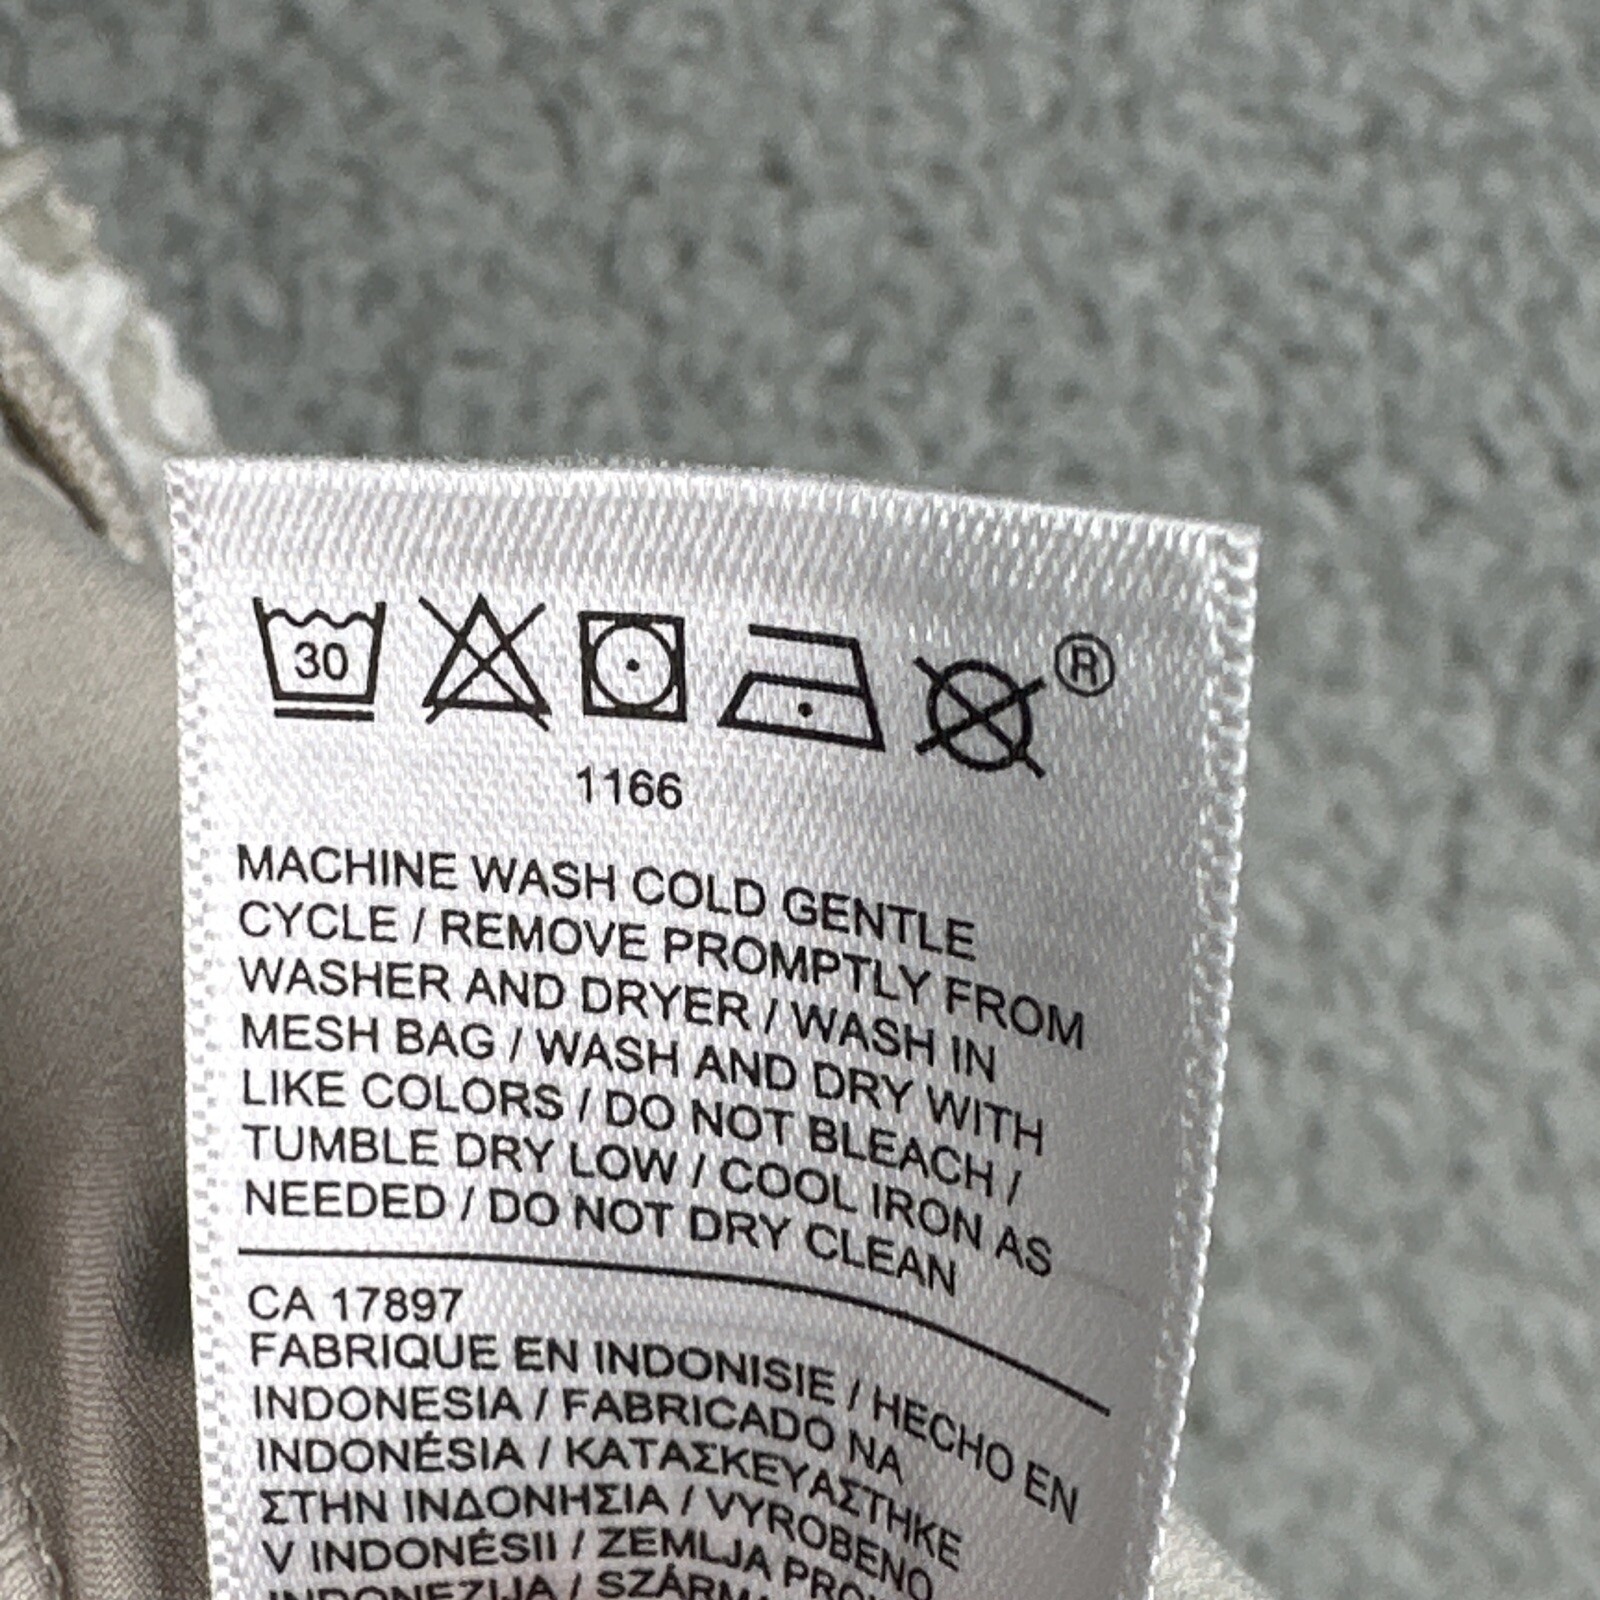 30 ®
1166
MACHINE WASH COLD GENTLE
CYCLE / REMOVE PROMPTLY FROM
WASHER AND DRYER / WASH IN
MESH BAG / WASH AND DRY WITH
LIKE COLORS / DO NOT BLEACH /
TUMBLE DRY LOW / COOL IRON AS
NEEDED / DO NOT DRY CLEAN
CA 17897
FABRIQUE EN INDONISIE / HECHO EN
INDONESIA / FABRICADO NA
INDONÉSIA / ΚΑΤΑΣΚΕΥΑΣΤΗΚΕ
ΣΤΗΝ ΙΝΔΟΝΗΣΙΑ / VYROBENO
V INDONÉSII / ZEMLJA
INDONEZIJA /